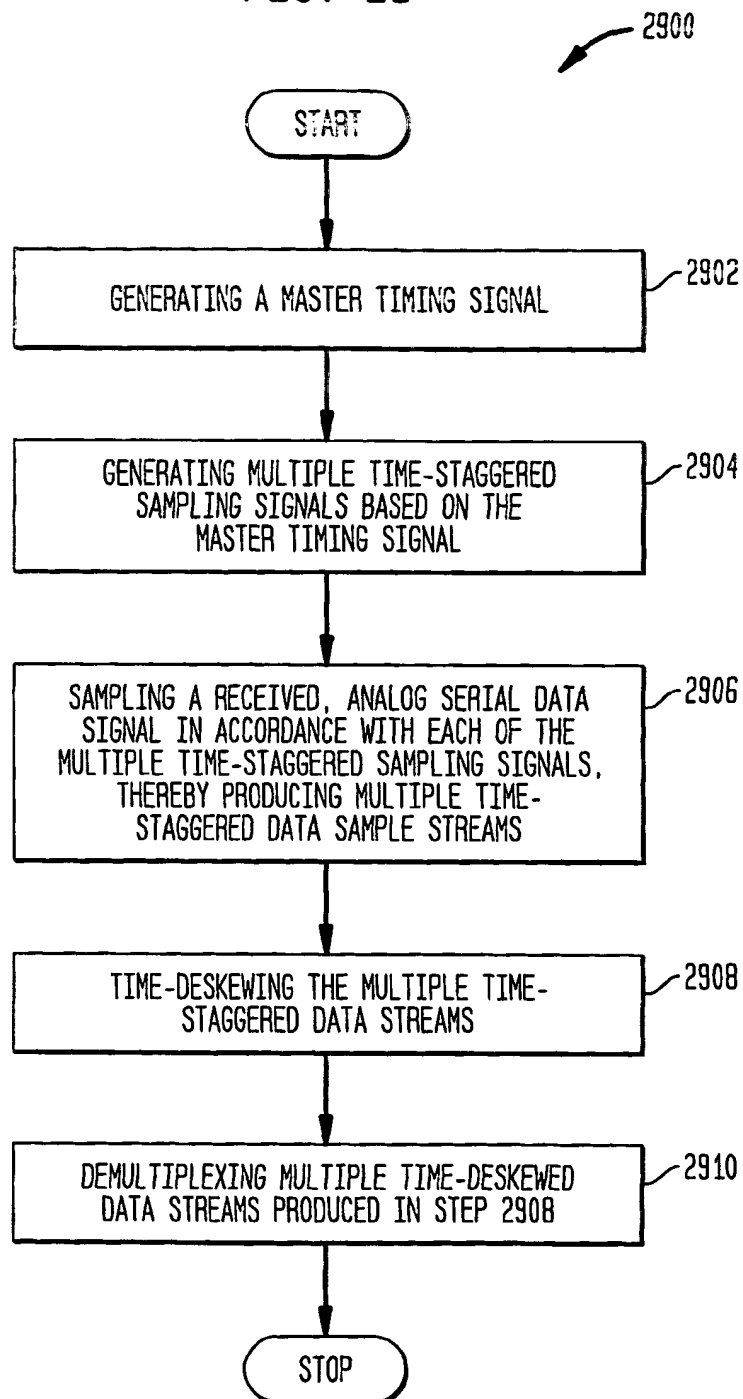 2900
START
GENERATING A MASTER TIMING SIGNAL
2902
GENERATING MULTIPLE TIME-STAGGERED
SAMPLING SIGNALS BASED ON THE
MASTER TIMING SIGNAL
2904
SAMPLING A RECEIVED, ANALOG SERIAL DATA
SIGNAL IN ACCORDANCE WITH EACH OF THE
MULTIPLE TIME-STAGGERED SAMPLING SIGNALS,
THEREBY PRODUCING MULTIPLE TIME-
STAGGERED DATA SAMPLE STREAMS
2906
TIME-DESKEWING THE MULTIPLE TIME-
STAGGERED DATA STREAMS
2908
DEMULTIPLEXING MULTIPLE TIME-DESKEWED
DATA STREAMS PRODUCED IN STEP 2908
2910
STOP